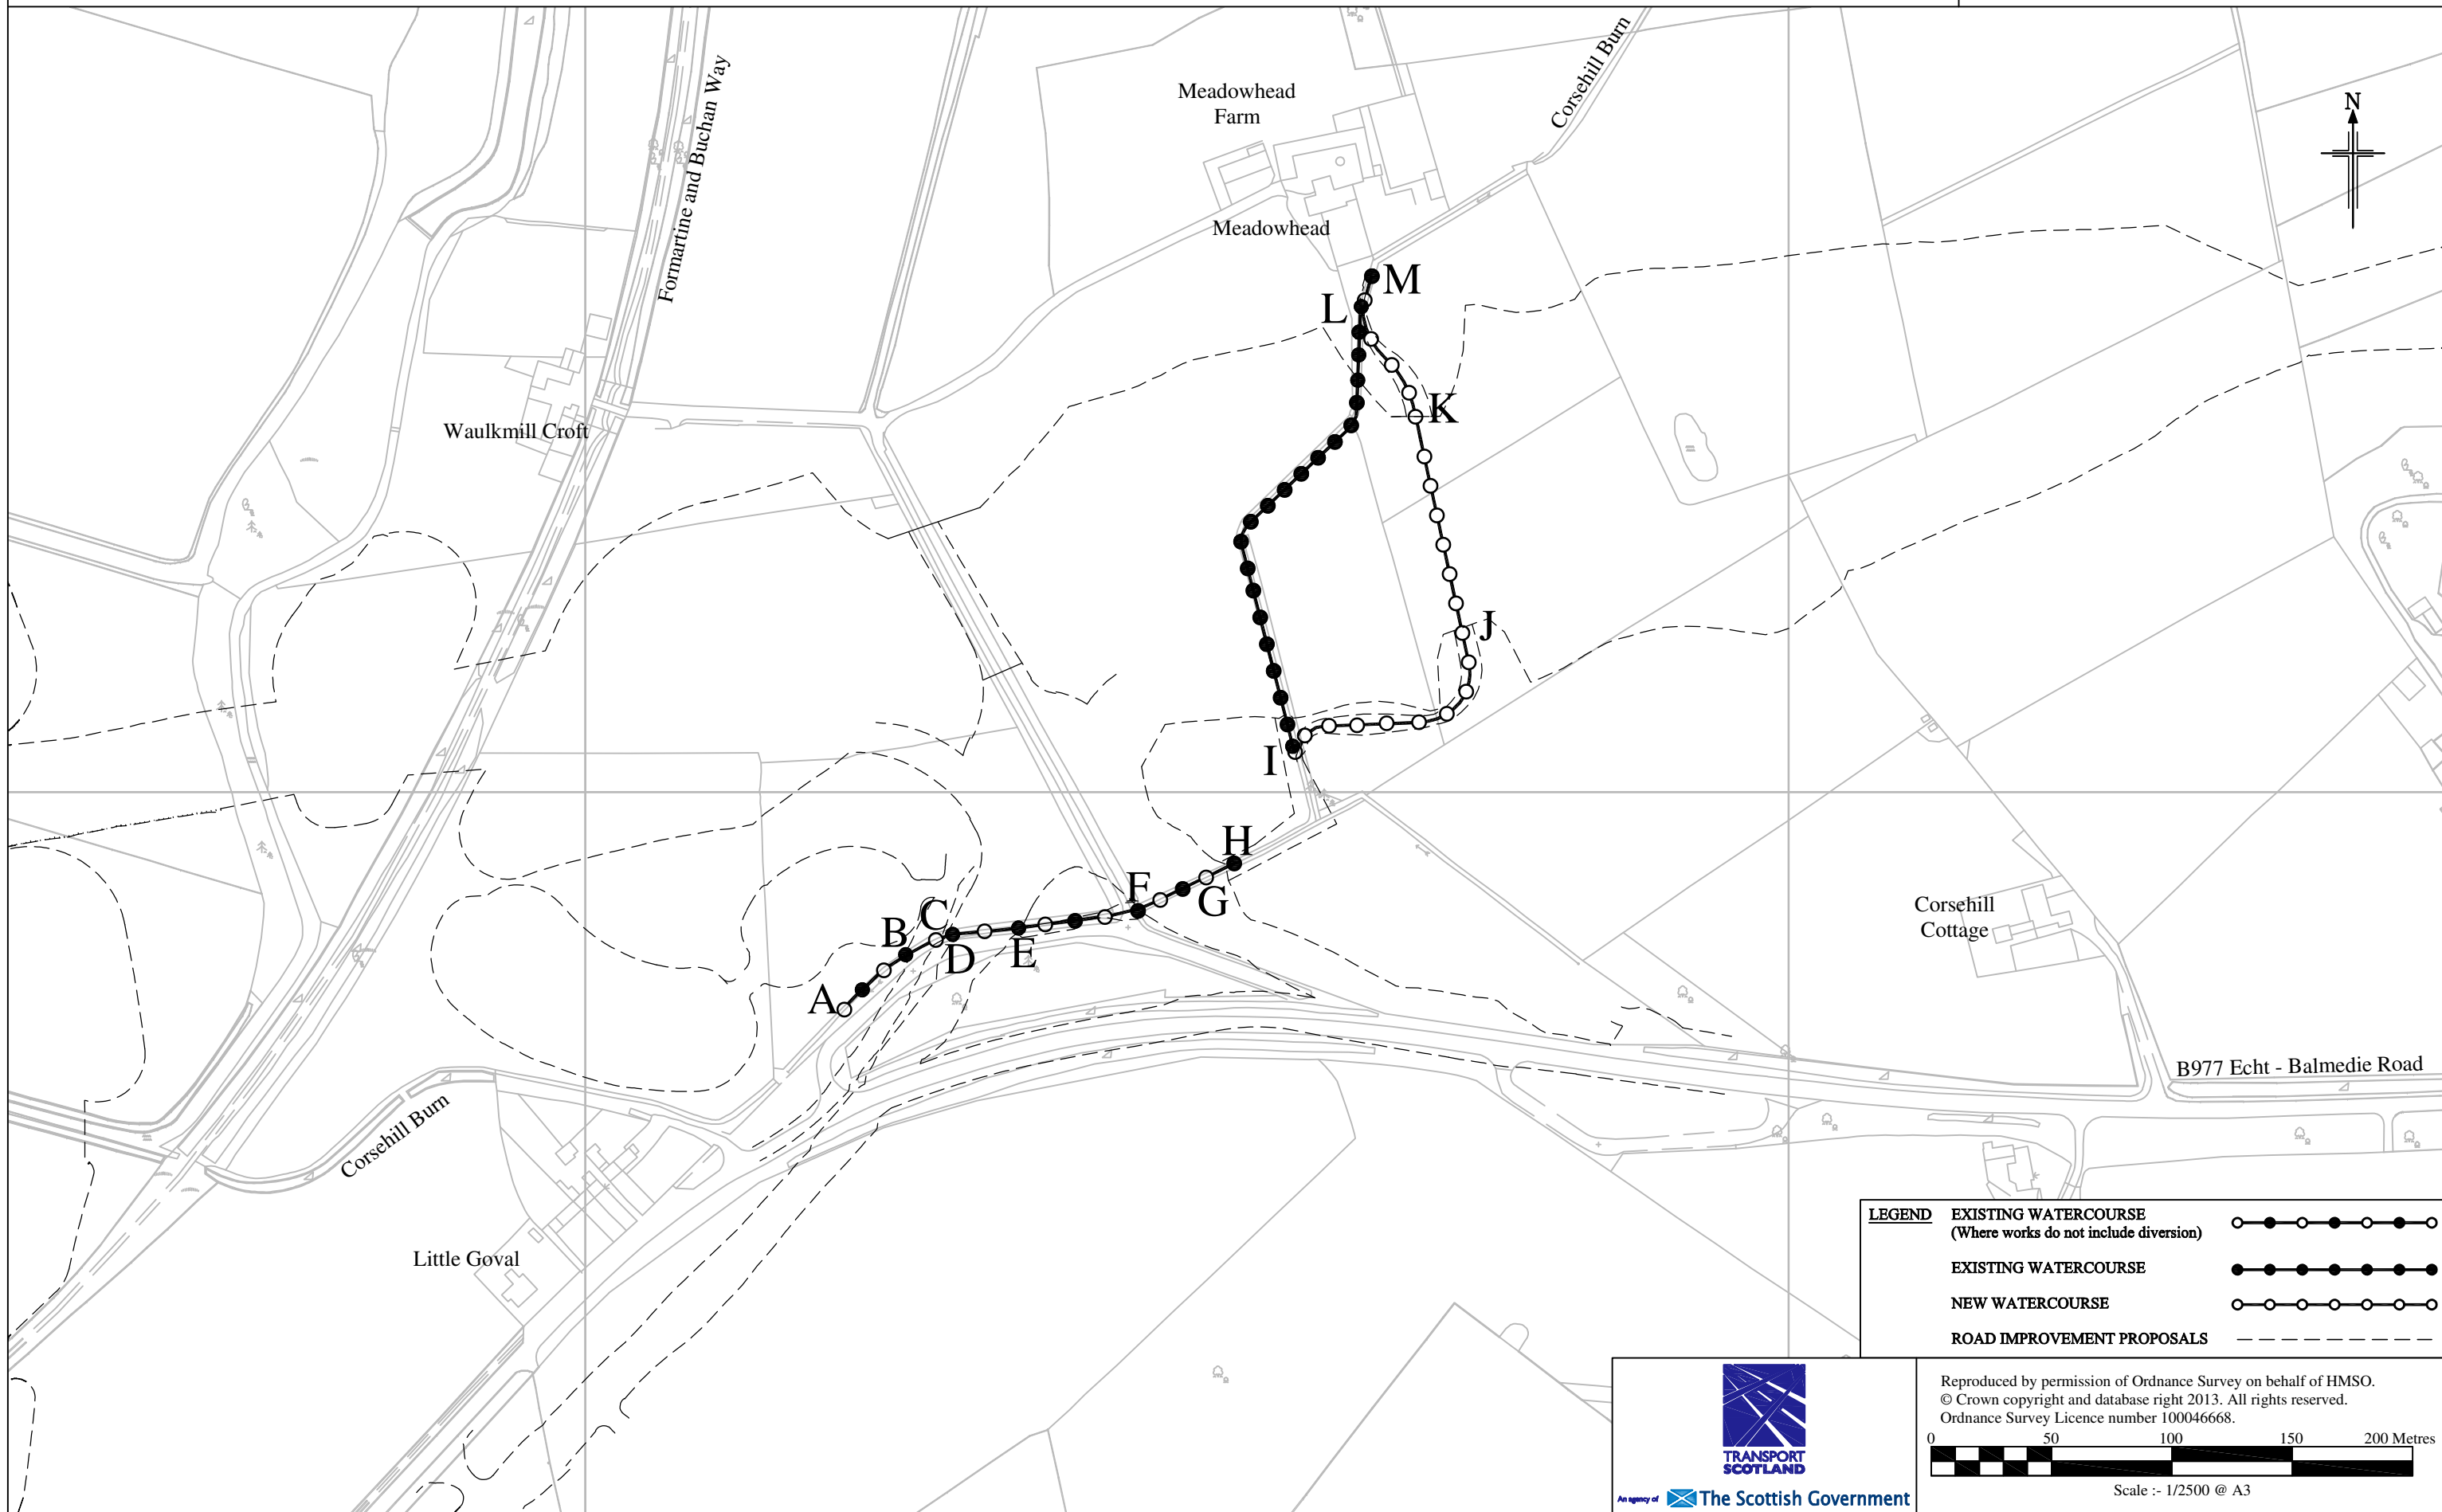 Meadowhead
Farm
Meadowhead
Corsehill Burn
Formartine and Buchan Way
N
M
L
K
Waulkmill Croft
J
I
H
F
G
C
B
D
E
A
Corsehill
Cottage
B977 Echt - Balmedie Road
Corsehill Burn
Little Goval
LEGEND
EXISTING WATERCOURSE
(Where works do not include diversion)
EXISTING WATERCOURSE
NEW WATERCOURSE
ROAD IMPROVEMENT PROPOSALS
TRANSPORT
SCOTLAND
An agency of The Scottish Government
Reproduced by permission of Ordnance Survey on behalf of HMSO.
© Crown copyright and database right 2013. All rights reserved.
Ordnance Survey Licence number 100046668.
0 50 100 150 200 Metres
Scale :- 1/2500 @ A3